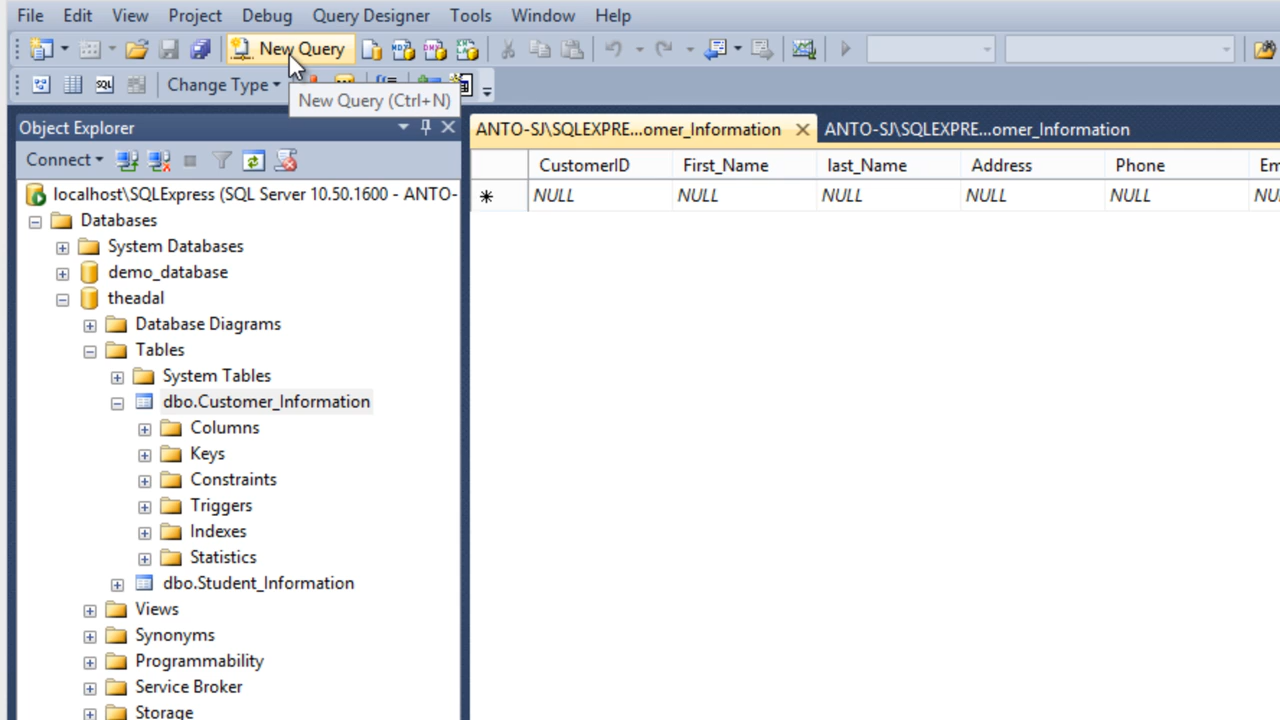 File Edit View Project Debug Query Designer Tools Window Help
New Query
SQL Change Type
New Query (Ctrl+N)
Object Explorer
ANTO-SJ\SQLEXPRE...omer_Information ANTO-SJ\SQLEXPRE...omer_Information
Connect
CustomerID First_Name last_Name Address Phone Em
NULL NULL NULL NULL NULL NU
localhost\SQLExpress (SQL Server 10.50.1600 - ANTO-
Databases
System Databases
demo_database
theadal
Database Diagrams
Tables
System Tables
dbo.Customer_Information
Columns
Keys
Constraints
Triggers
Indexes
Statistics
dbo.Student_Information
Views
Synonyms
Programmability
Service Broker
Storage